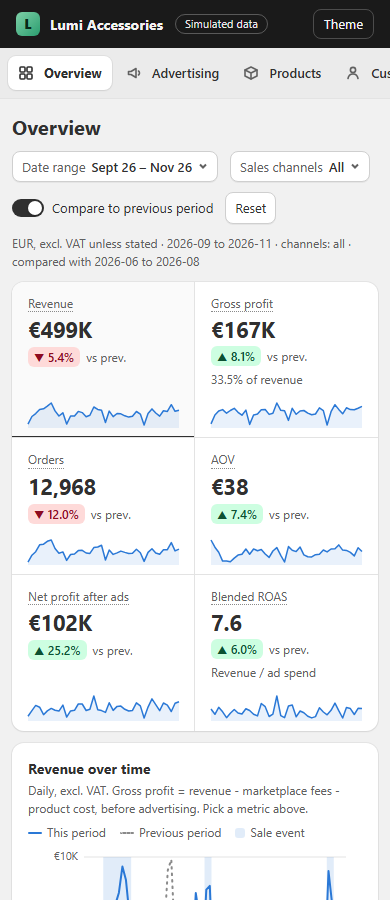 L Lumi Accessories Simulated data Theme
Overview Advertising Products Cus
Overview
Date range Sept 26 – Nov 26 Sales channels All
Compare to previous period Reset
EUR, excl. VAT unless stated · 2026-09 to 2026-11 · channels: all ·
compared with 2026-06 to 2026-08
Revenue
€499K
▼ 5.4% vs prev.
Gross profit
€167K
▲ 8.1% vs prev.
33.5% of revenue
Orders
12,968
▼ 12.0% vs prev.
AOV
€38
▲ 7.4% vs prev.
Net profit after ads
€102K
▲ 25.2% vs prev.
Blended ROAS
7.6
▲ 6.0% vs prev.
Revenue / ad spend
Revenue over time
Daily, excl. VAT. Gross profit = revenue - marketplace fees -
product cost, before advertising. Pick a metric above.
This period Previous period Sale event
€10K